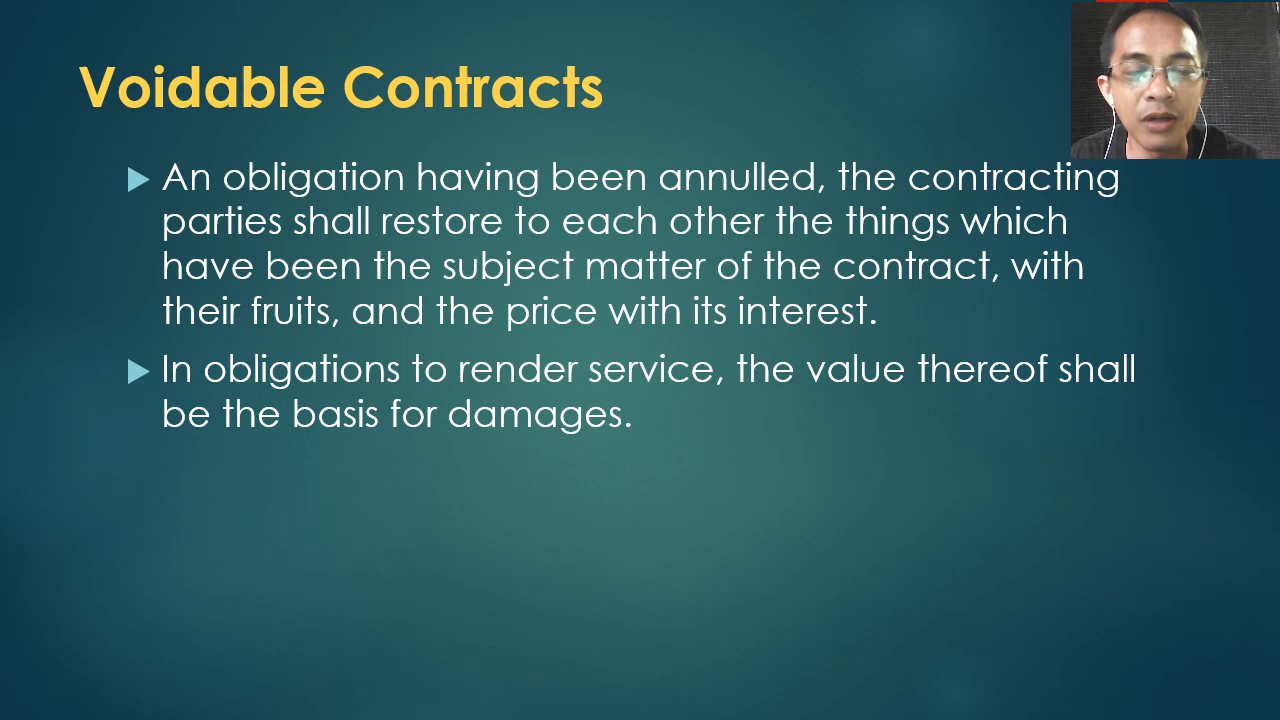 Voidable Contracts
An obligation having been annulled, the contracting
parties shall restore to each other the things which
have been the subject matter of the contract, with
their fruits, and the price with its interest.
In obligations to render service, the value thereof shall
be the basis for damages.